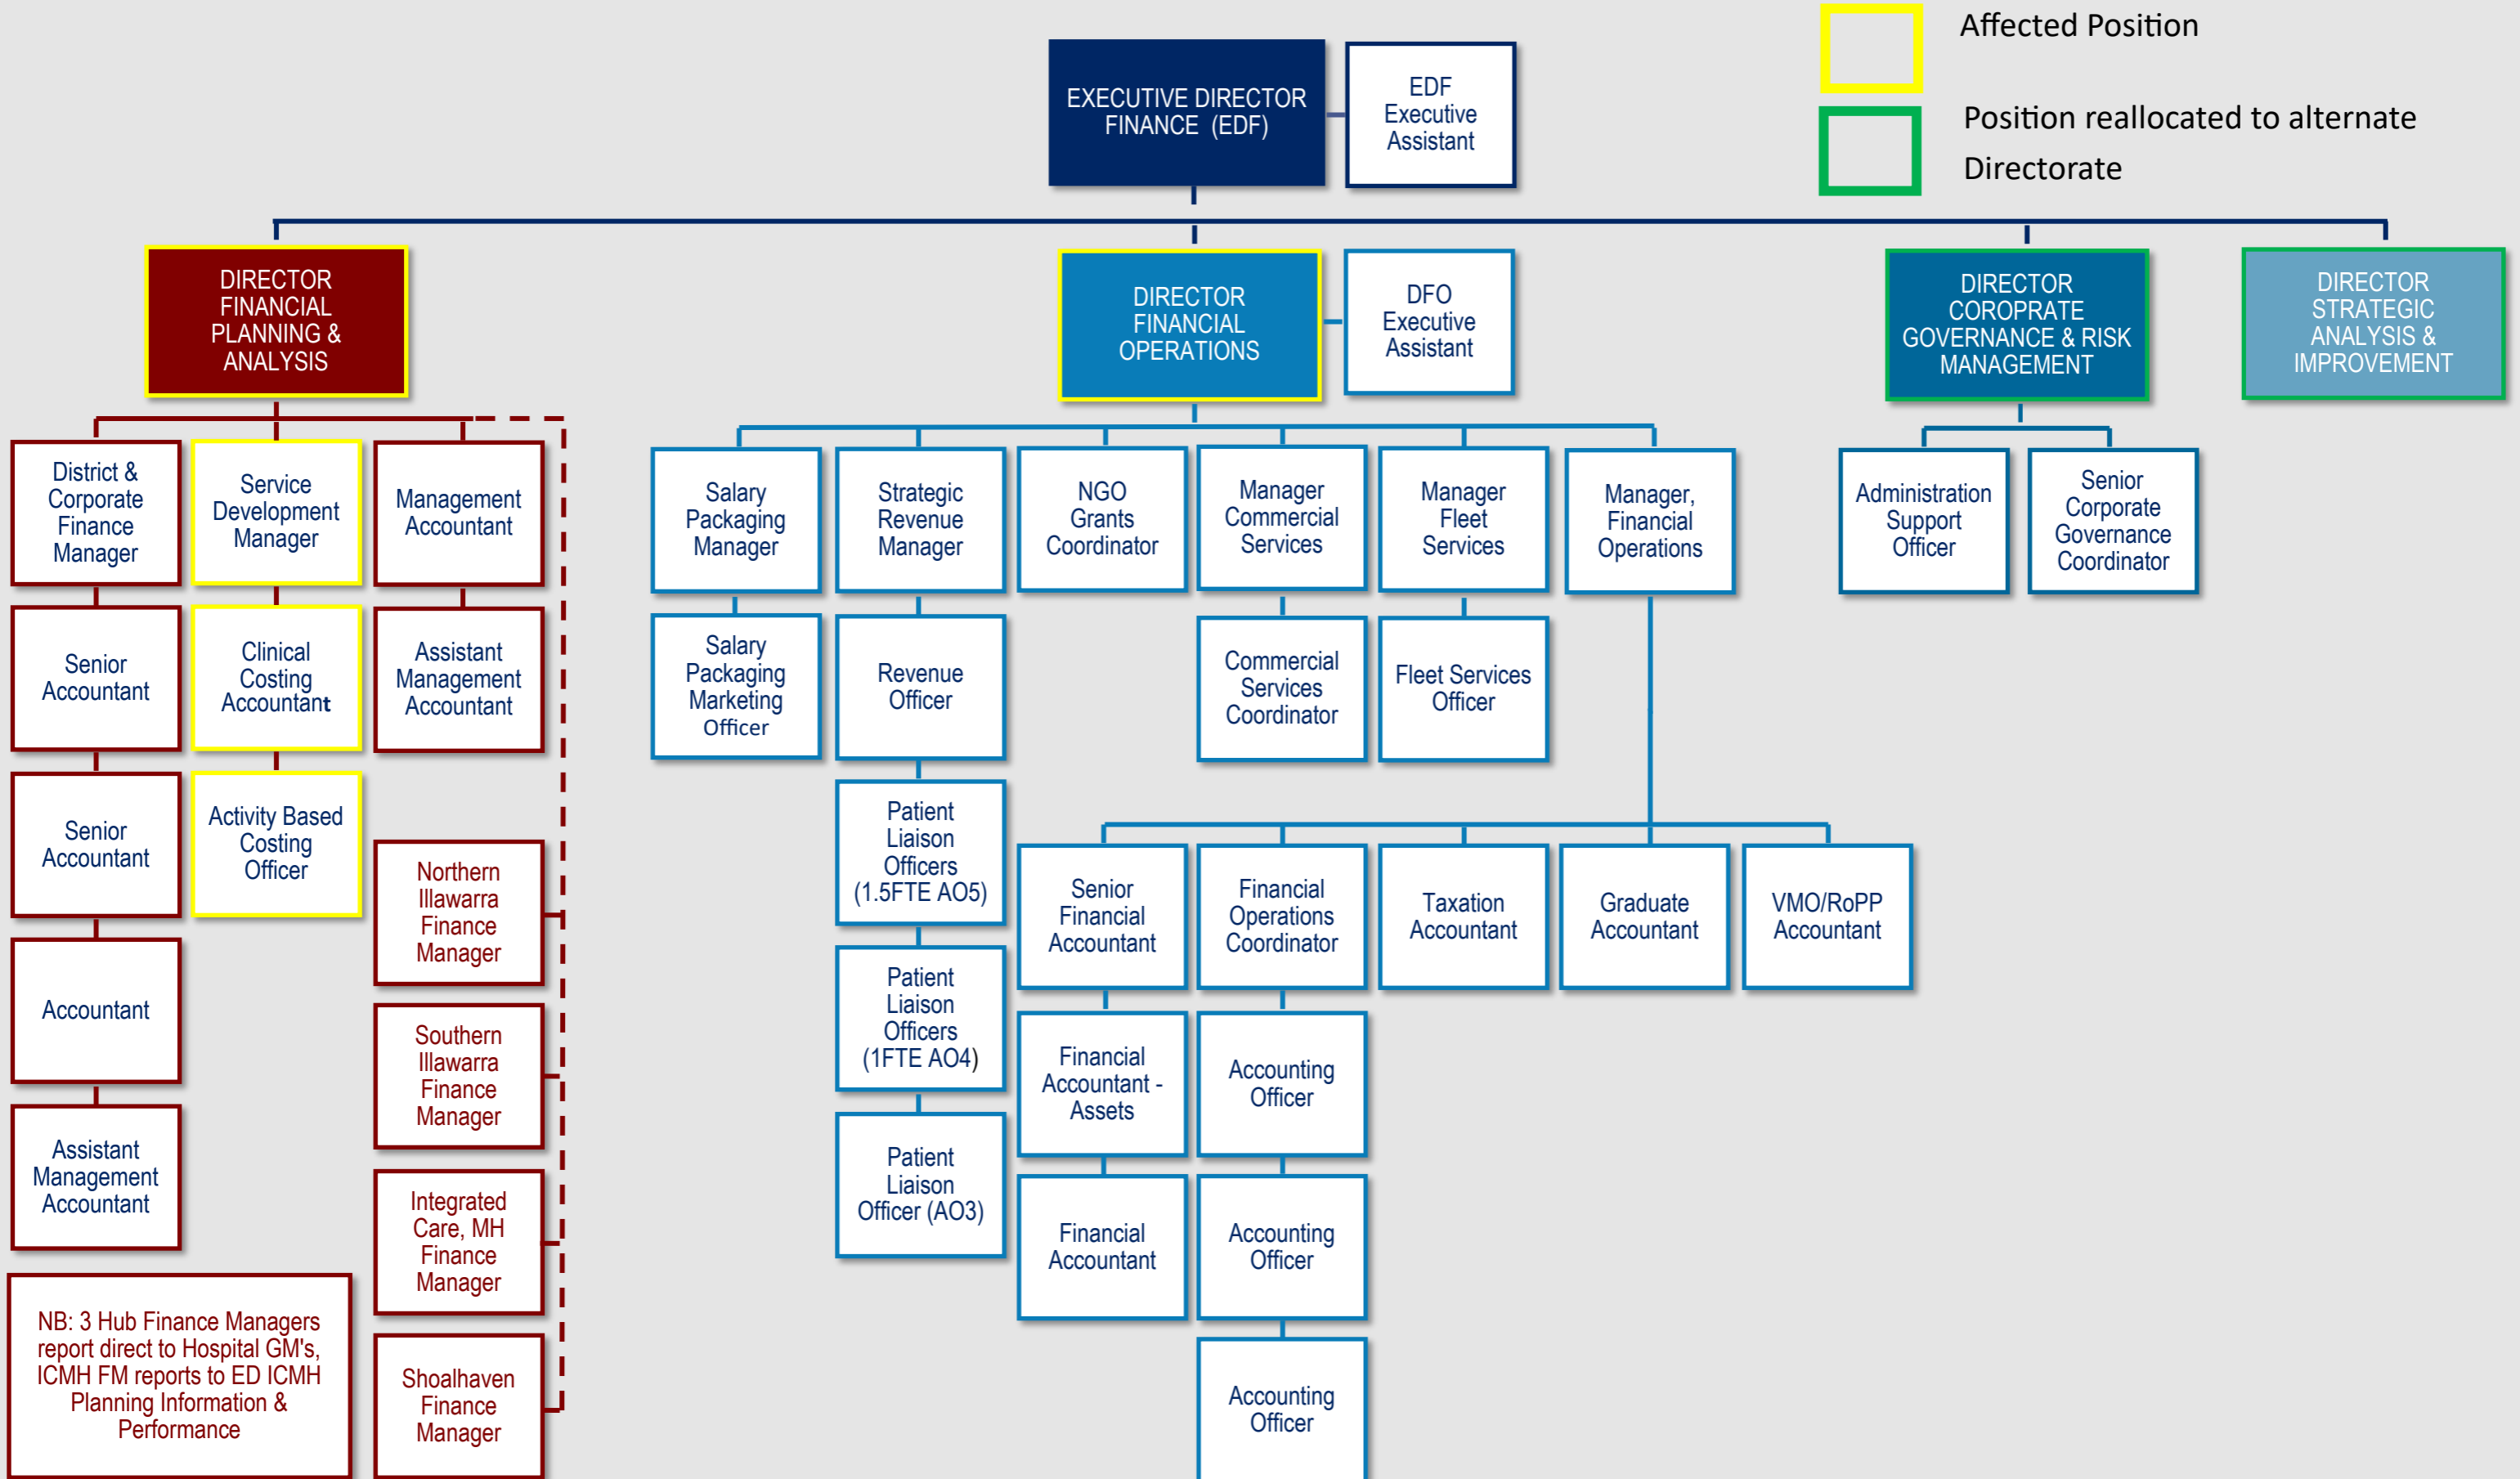 Affected Position
Position reallocated to alternate
Directorate
EXECUTIVE DIRECTOR
FINANCE (EDF)
EDF
Executive
Assistant
DIRECTOR
FINANCIAL
PLANNING &
ANALYSIS
DIRECTOR
FINANCIAL
OPERATIONS
DFO
Executive
Assistant
DIRECTOR
COROPRATE
GOVERNANCE & RISK
MANAGEMENT
DIRECTOR
STRATEGIC
ANALYSIS &
IMPROVEMENT
District &
Corporate
Finance
Manager
Service
Development
Manager
Management
Accountant
Salary
Packaging
Manager
Strategic
Revenue
Manager
NGO
Grants
Coordinator
Manager
Commercial
Services
Manager
Fleet
Services
Manager,
Financial
Operations
Administration
Support
Officer
Senior
Corporate
Governance
Coordinator
Senior
Accountant
Clinical
Costing
Accountant
Assistant
Management
Accountant
Salary
Packaging
Marketing
Officer
Revenue
Officer
Commercial
Services
Coordinator
Fleet Services
Officer
Senior
Accountant
Activity Based
Costing
Officer
Northern
Illawarra
Finance
Manager
Patient
Liaison
Officers
(1.5FTE AO5)
Senior
Financial
Accountant
Financial
Operations
Coordinator
Taxation
Accountant
Graduate
Accountant
VMO/RoPP
Accountant
Accountant
Southern
Illawarra
Finance
Manager
Patient
Liaison
Officers
(1FTE AO4)
Financial
Accountant -
Assets
Accounting
Officer
Assistant
Management
Accountant
Integrated
Care, MH
Finance
Manager
Patient
Liaison
Officer (AO3)
Financial
Accountant
Accounting
Officer
NB: 3 Hub Finance Managers
report direct to Hospital GM's,
ICMH FM reports to ED ICMH
Planning Information &
Performance
Shoalhaven
Finance
Manager
Accounting
Officer